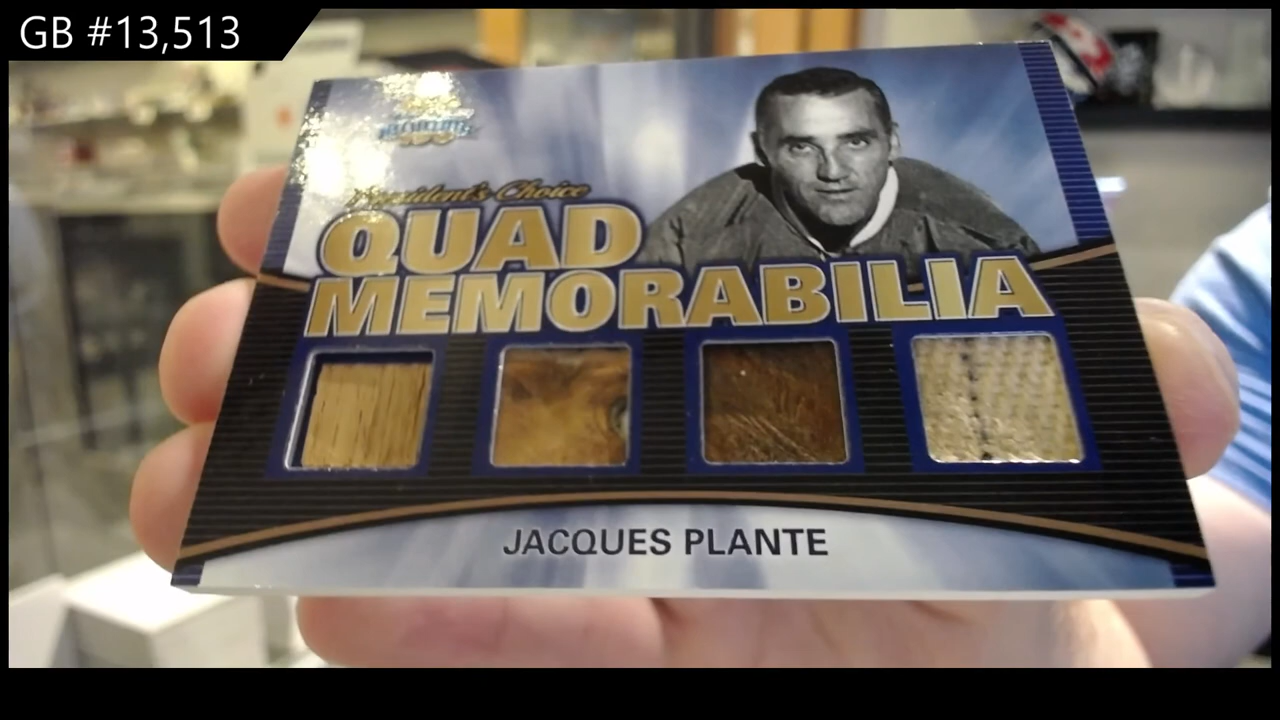 GB #13,513
President's Choice
QUAD
MEMORABILIA
JACQUES PLANTE